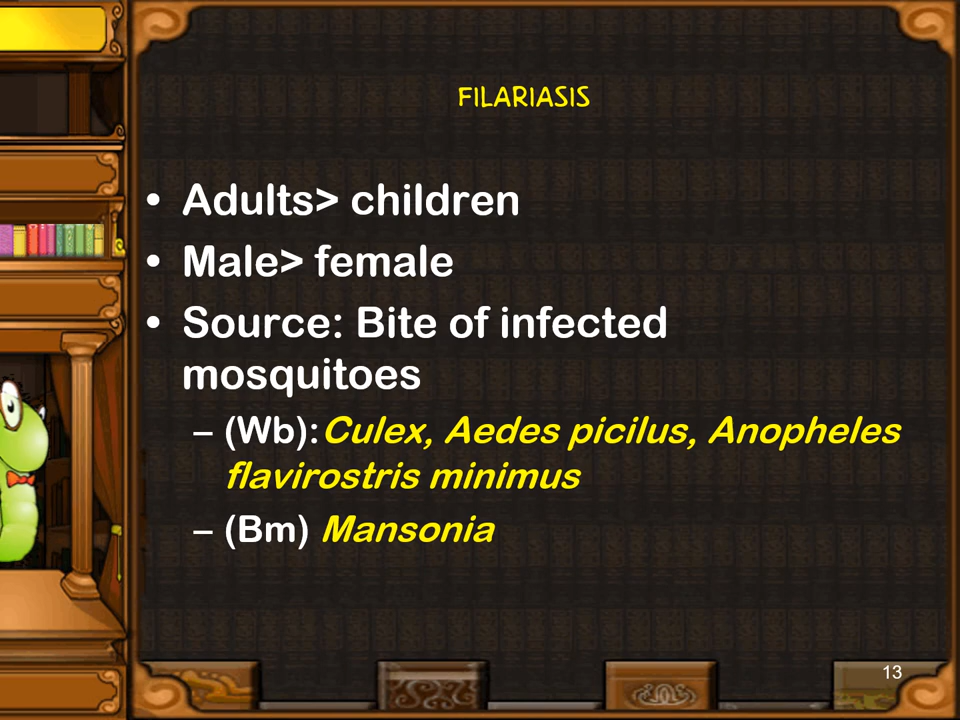 FILARIASIS
• Adults> children
• Male> female
• Source: Bite of infected
mosquitoes
– (Wb):Culex, Aedes picilus, Anopheles
flavirostris minimus
– (Bm) Mansonia
13